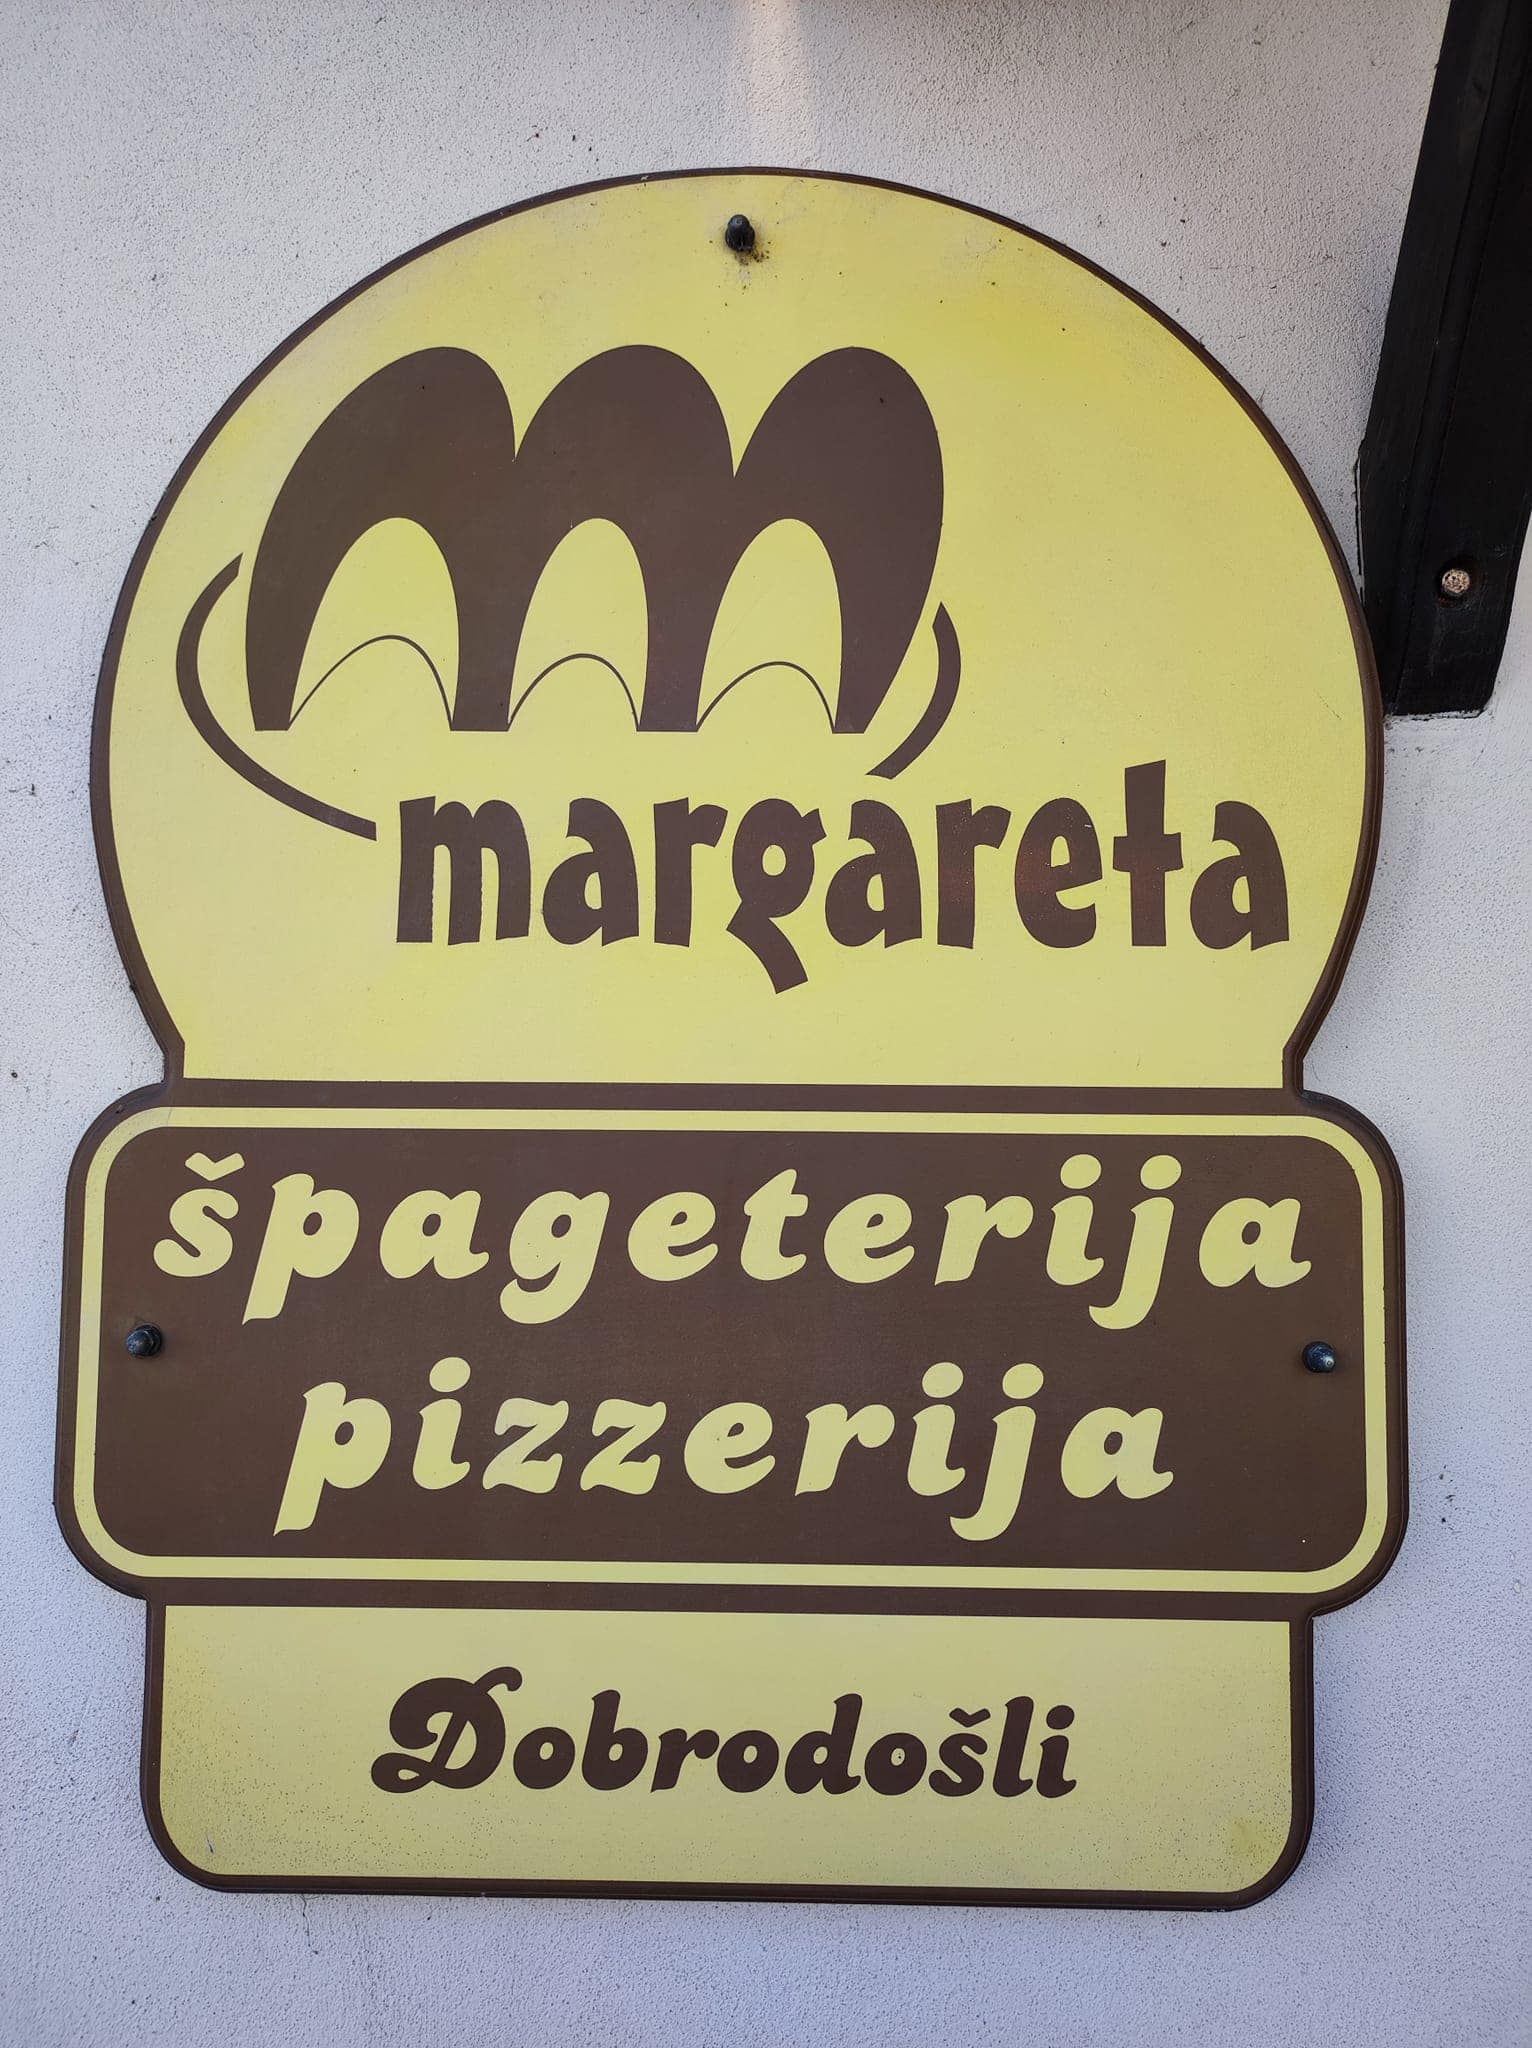 m
margareta
špageterija
pizzerija
Dobrodošli